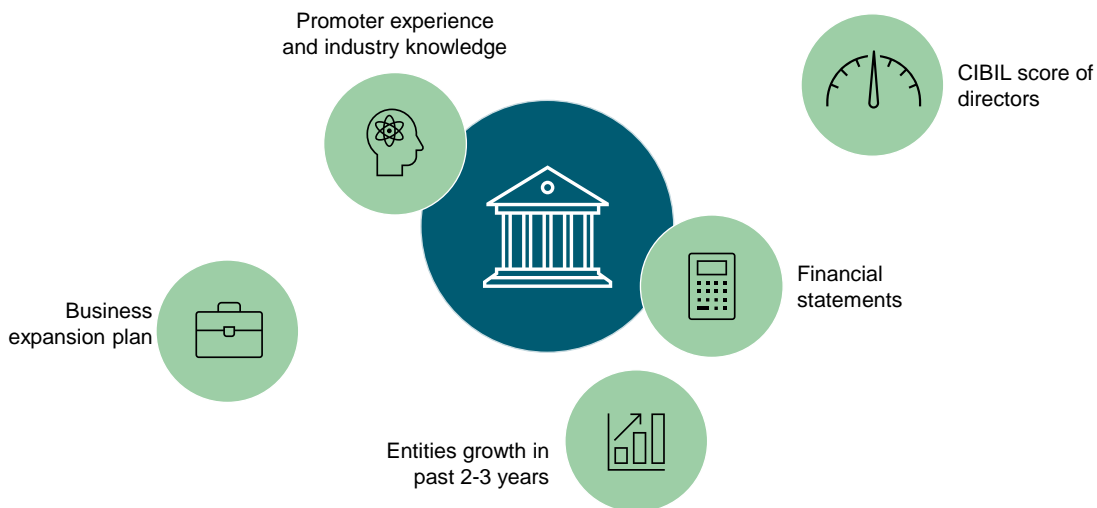 Promoter experience
and industry knowledge
CIBIL score of
directors
Financial
statements
Business
expansion plan
Entities growth in
past 2-3 years